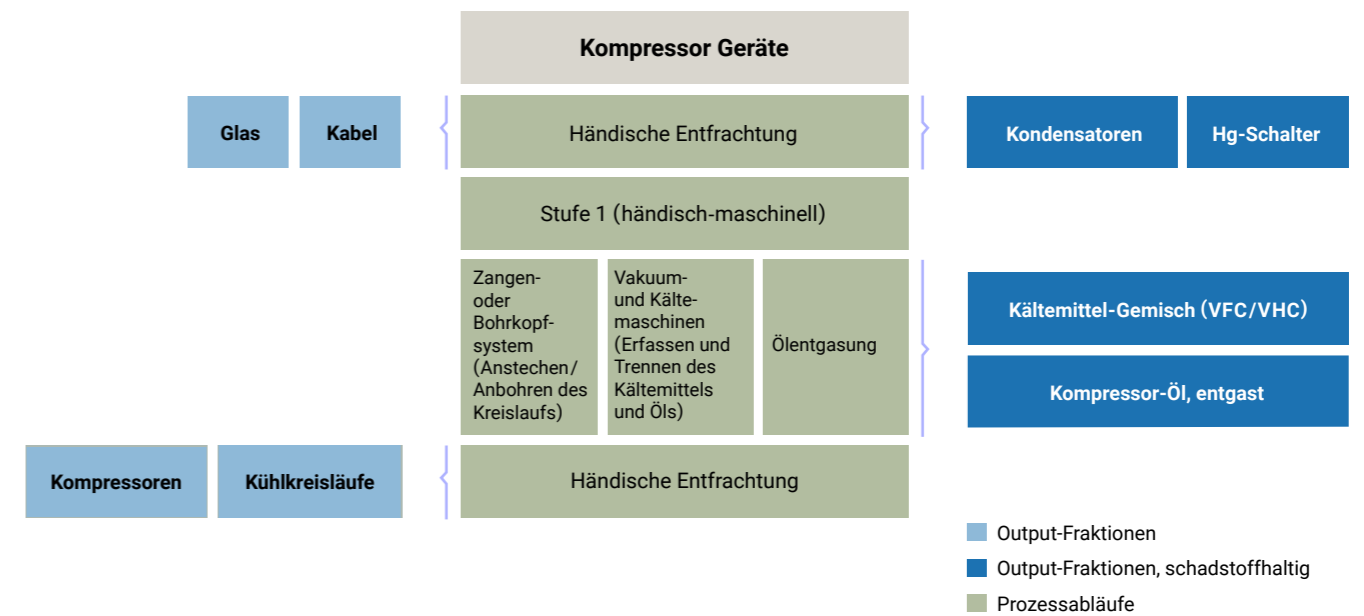 Kompressor Geräte
Glas
Kabel
Händische Entfrachtung
Kondensatoren
Hg-Schalter
Stufe 1 (händisch-maschinell)
Zangen-
oder
Bohrkopf-
system
(Anstechen/
Anbohren des
Kreislaufs)
Vakuum-
und Kälte-
maschinen
(Erfassen und
Trennen des
Kältemittels
und Öls)
Ölentgasung
Kältemittel-Gemisch (VFC/VHC)
Kompressor-Öl, entgast
Kompressoren
Kühlkreisläufe
Händische Entfrachtung
Output-Fraktionen
Output-Fraktionen, schadstoffhaltig
Prozessabläufe